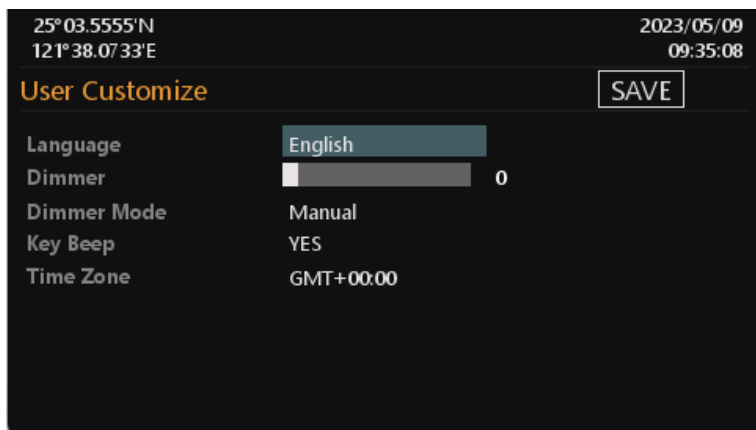 25°03.5555'N 2023/05/09
121°38.0733'E 09:35:08
User Customize SAVE
Language English
Dimmer 0
Dimmer Mode Manual
Key Beep YES
Time Zone GMT+00:00